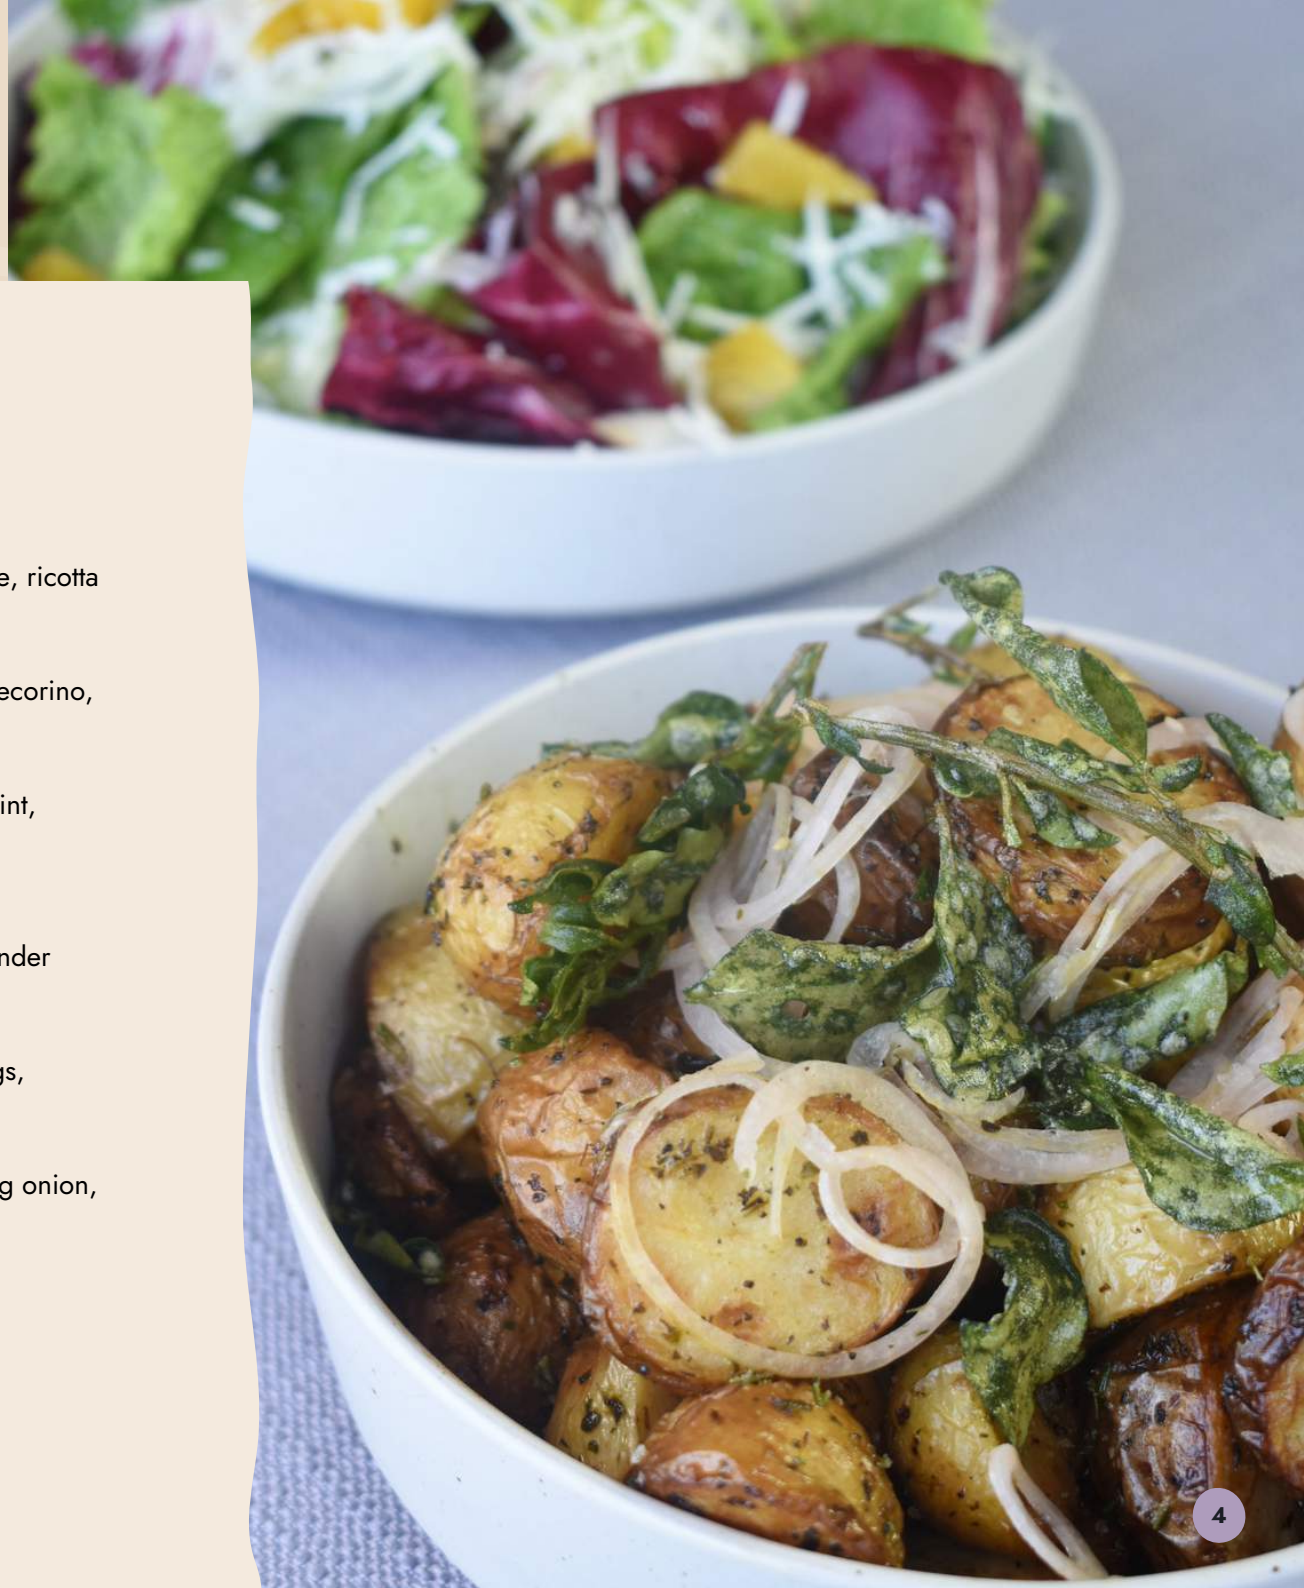 e, ricotta
ecorino,
int,
nder
gs,
g onion,
4